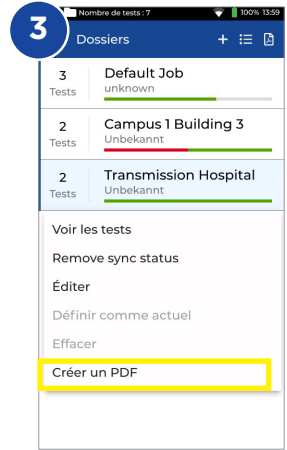 3
Nombre de tests : 7
100% 13:59
Dossiers
3 Default Job
Tests unknown
2 Campus 1 Building 3
Tests Unbekannt
2 Transmission Hospital
Tests Unbekannt
Voir les tests
Remove sync status
Éditer
Définir comme actuel
Effacer
Créer un PDF